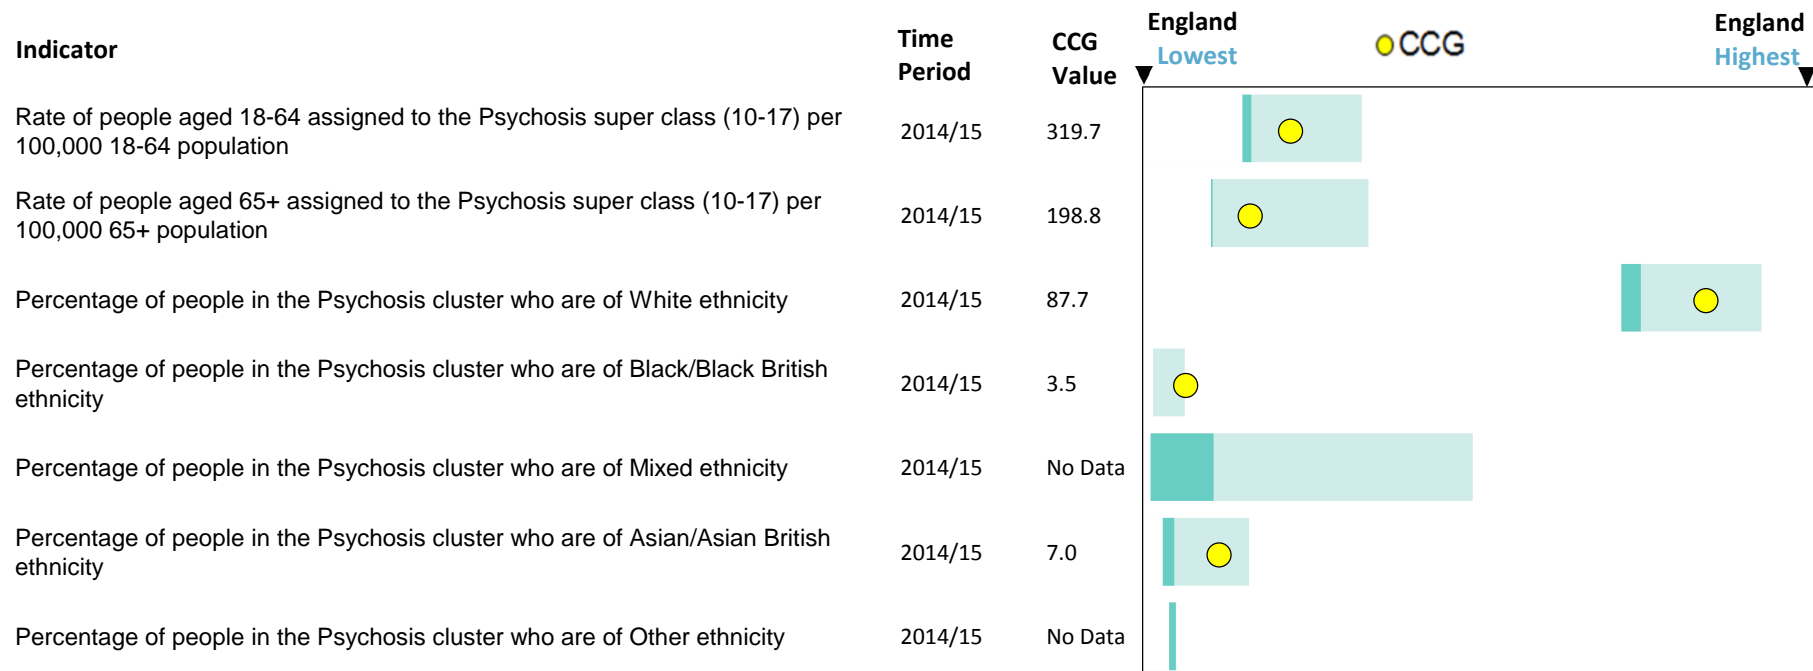 Indicator
Time Period
CCG Value
England Lowest
CCG
England Highest
Rate of people aged 18-64 assigned to the Psychosis super class (10-17) per
100,000 18-64 population
2014/15
319.7
Rate of people aged 65+ assigned to the Psychosis super class (10-17) per
100,000 65+ population
2014/15
198.8
Percentage of people in the Psychosis cluster who are of White ethnicity
2014/15
87.7
Percentage of people in the Psychosis cluster who are of Black/Black British
ethnicity
2014/15
3.5
Percentage of people in the Psychosis cluster who are of Mixed ethnicity
2014/15
No Data
Percentage of people in the Psychosis cluster who are of Asian/Asian British
ethnicity
2014/15
7.0
Percentage of people in the Psychosis cluster who are of Other ethnicity
2014/15
No Data